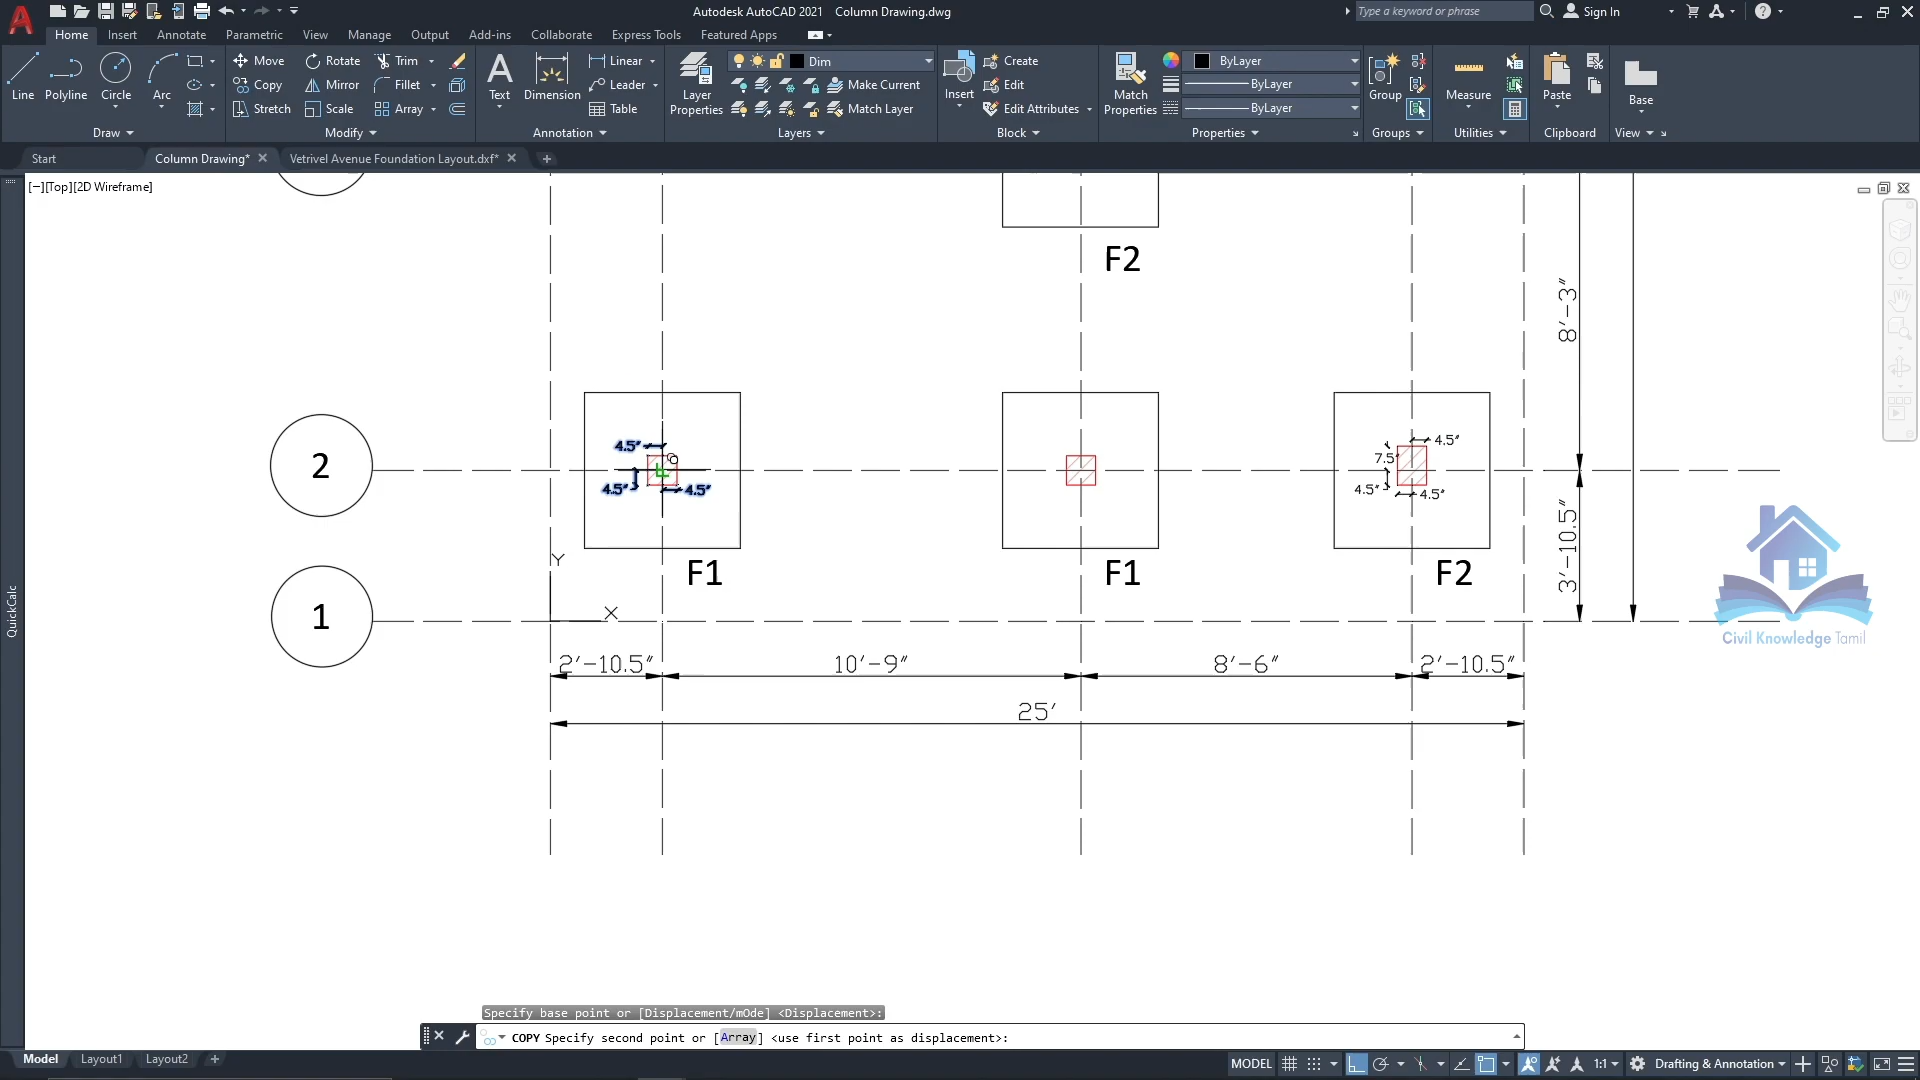 Autodesk AutoCAD 2021 Column Drawing.dwg
Type a keyword or phrase
Sign In
Home Insert Annotate Parametric View Manage Output Add-ins Collaborate Express Tools Featured Apps
Line Polyline Circle Arc
Move Rotate Trim
Copy Mirror Fillet
Stretch Scale Array
Text Dimension
Linear
Leader
Table
Layer Properties
Dim
Make Current
Match Layer
Insert
Create
Edit
Edit Attributes
Match Properties
ByLayer
ByLayer
ByLayer
Group
Measure
Paste
Base
Draw Modify Annotation Layers Block Properties Groups Utilities Clipboard View
Start Column Drawing* Vetrivel Avenue Foundation Layout.dxf*
[−][Top][2D Wireframe]
F2
8'-3"
4.5"
4.5"
7.5"
2
4.5"
4.5"
4.5"
4.5"
3'-10.5"
Y
F1 F1 F2
QuickCalc
1
X
Civil Knowledge Tamil
2'-10.5" 10'-9" 8'-6" 2'-10.5"
25'
Specify base point or [Displacement/mOde] <Displacement>:
COPY Specify second point or [Array] <use first point as displacement>:
Model Layout1 Layout2
MODEL 1:1 Drafting & Annotation